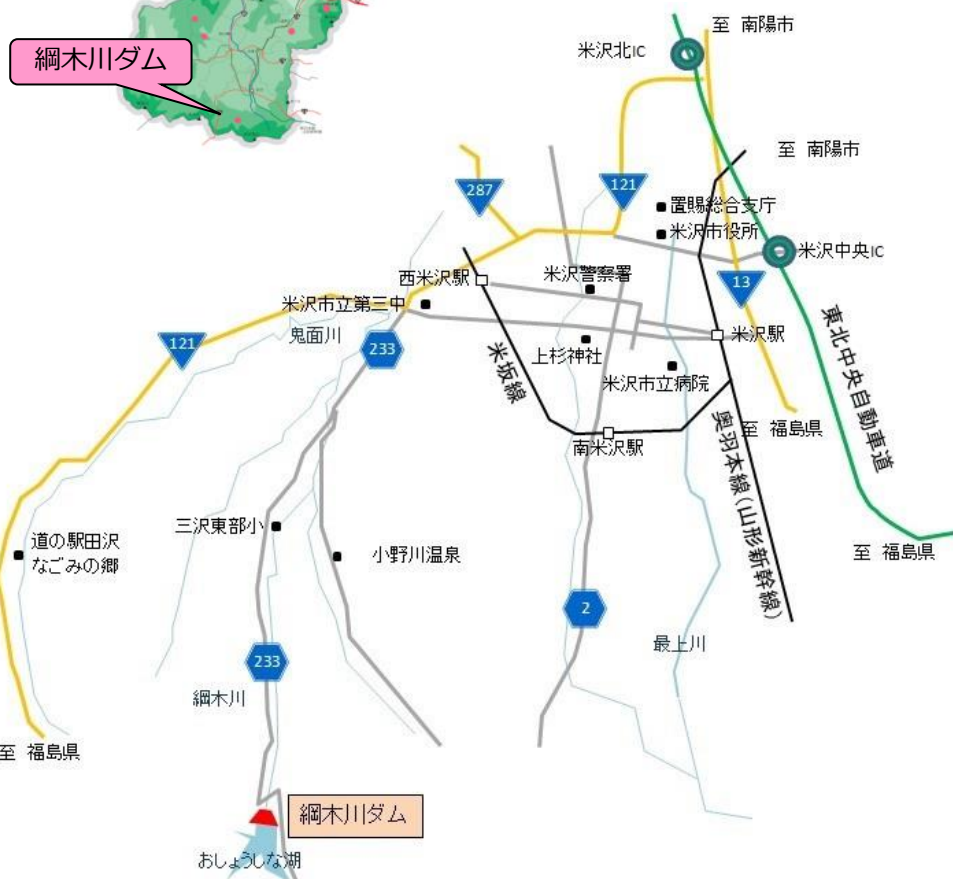 至 南陽市
米沢北IC
綱木川ダム
至 南陽市
287
121
置賜総合支庁
米沢市役所
米沢中央IC
西米沢駅
米沢警察署
13
米沢市立第三中
鬼面川
121
233
米沢駅
東北中央自動車道
上杉神社
米坂線
米沢市立病院
奥羽本線(山形新幹線)
至 福島県
南米沢駅
三沢東部小
道の駅田沢
なごみの郷
小野川温泉
至 福島県
2
最上川
233
綱木川
至 福島県
綱木川ダム
おしょうしな湖